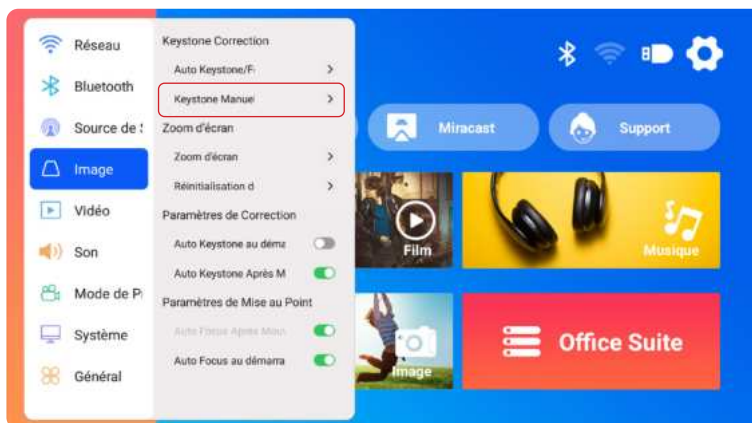 Réseau
Bluetooth
Source de S
Image
Vidéo
Son
Mode de P
Système
Général
Keystone Correction
Auto Keystone/F
Keystone Manuel
Zoom d'écran
Zoom d'écran
Réinitialisation d
Paramètres de Correction
Auto Keystone au déma
Auto Keystone Après M
Paramètres de Mise au Point
Auto Focus Après Mou
Auto Focus au démarra
Miracast
Support
Film
Musique
Image
Office Suite